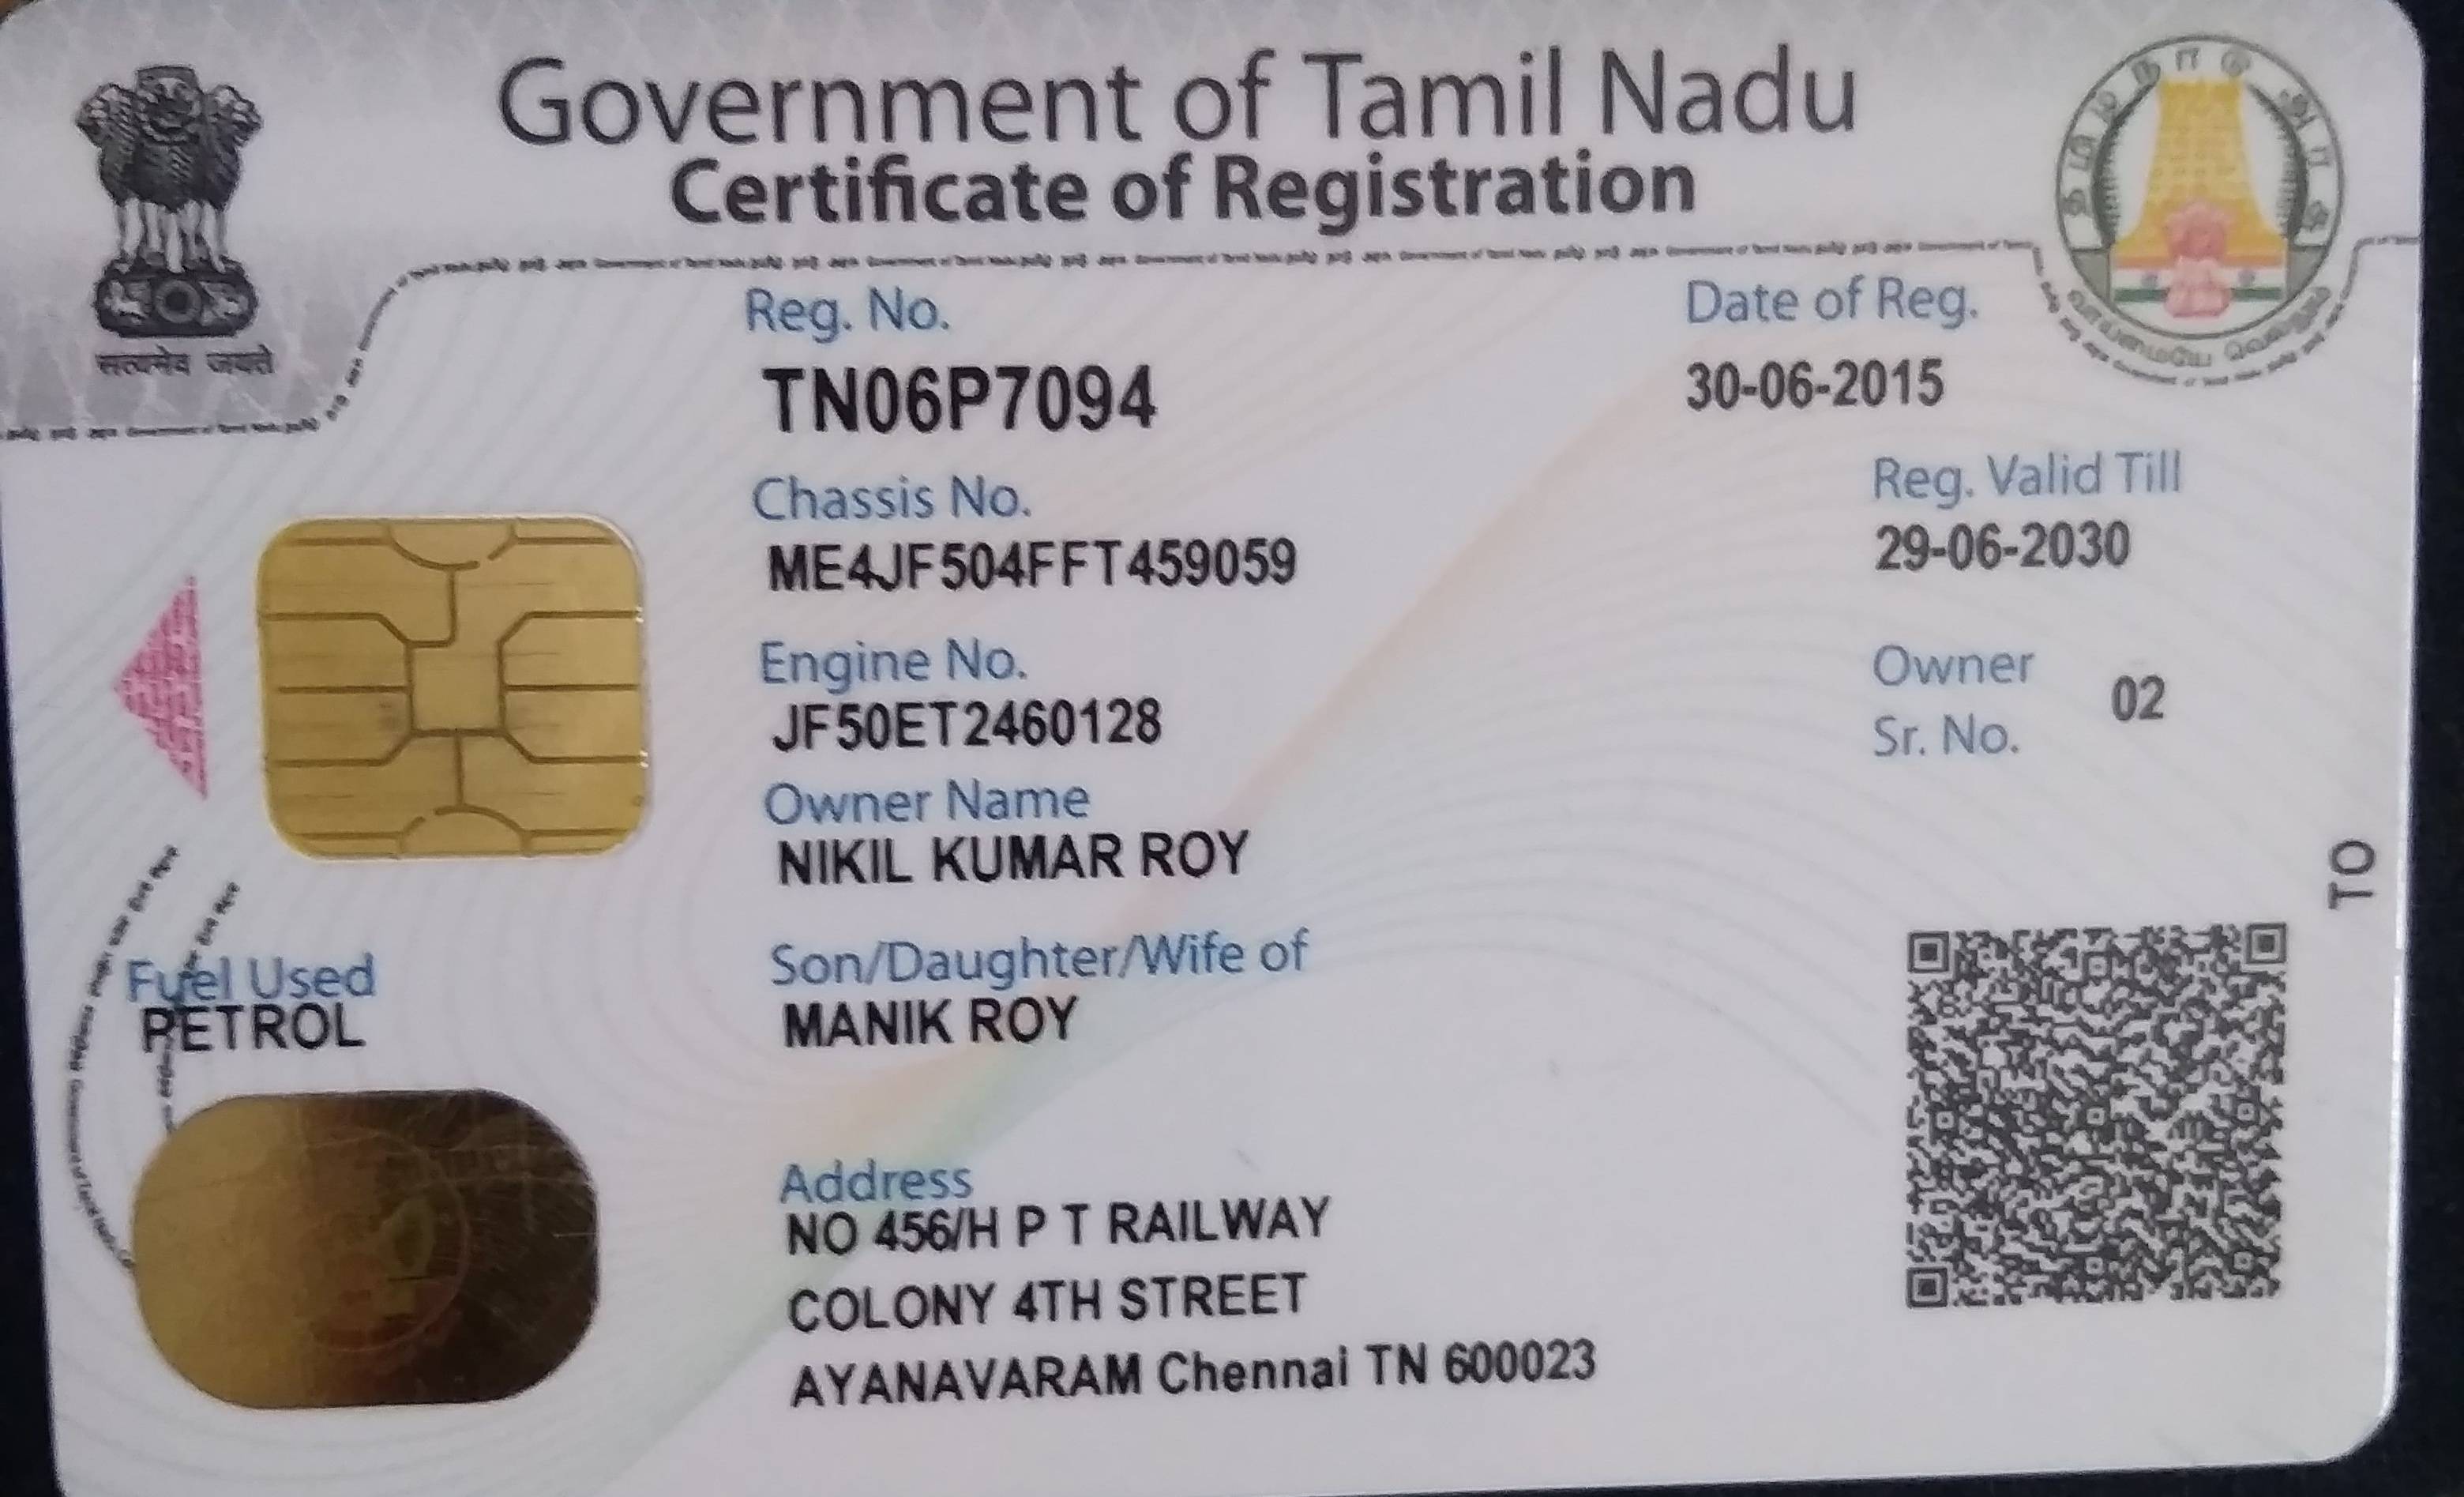 Government of Tamil Nadu
Certificate of Registration
सत्यमेव जयते
Reg. No.
TN06P7094
Date of Reg.
30-06-2015
Chassis No.
ME4JF504FFT459059
Reg. Valid Till
29-06-2030
Engine No.
JF50ET2460128
Owner
Sr. No.
02
Owner Name
NIKIL KUMAR ROY
TO
Fuel Used
PETROL
Son/Daughter/Wife of
MANIK ROY
Address
NO 456/H P T RAILWAY
COLONY 4TH STREET
AYANAVARAM Chennai TN 600023